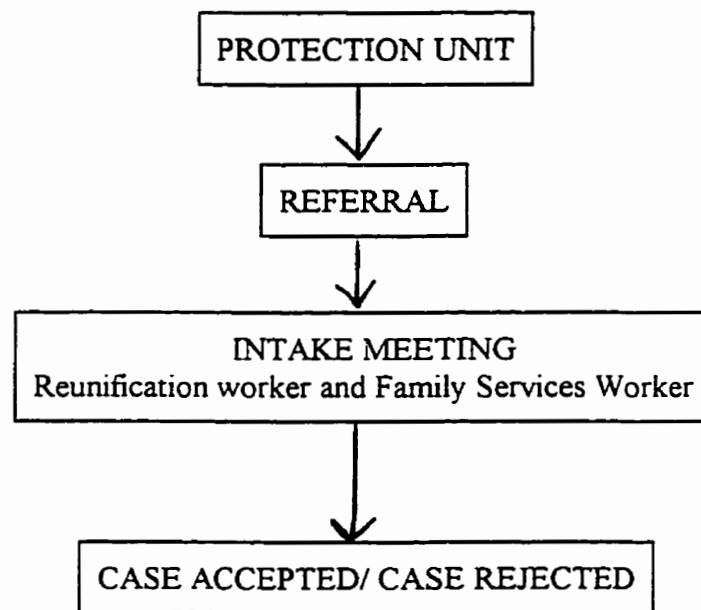 PROTECTION UNIT
REFERRAL
INTAKE MEETING
Reunification worker and Family Services Worker
CASE ACCEPTED/ CASE REJECTED